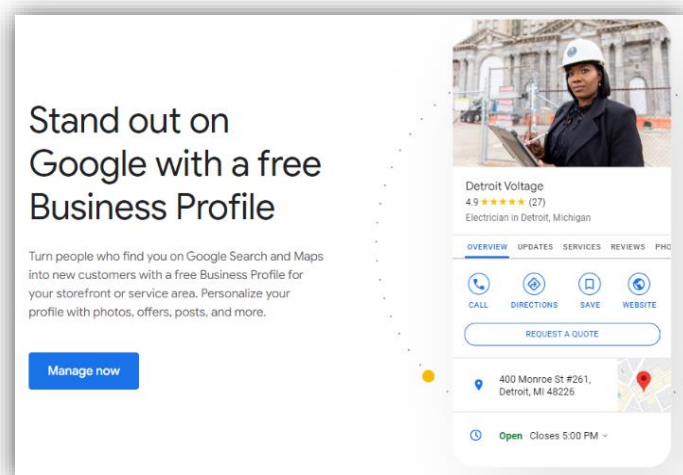 Stand out on
Google with a free
Business Profile
Turn people who find you on Google Search and Maps
into new customers with a free Business Profile for
your storefront or service area. Personalize your
profile with photos, offers, posts, and more.
Manage now
Detroit Voltage
4.9 ★★★★★ (27)
Electrician in Detroit, Michigan
OVERVIEW UPDATES SERVICES REVIEWS PHO
CALL DIRECTIONS SAVE WEBSITE
REQUEST A QUOTE
400 Monroe St #261,
Detroit, MI 48226
Open Closes 5:00 PM